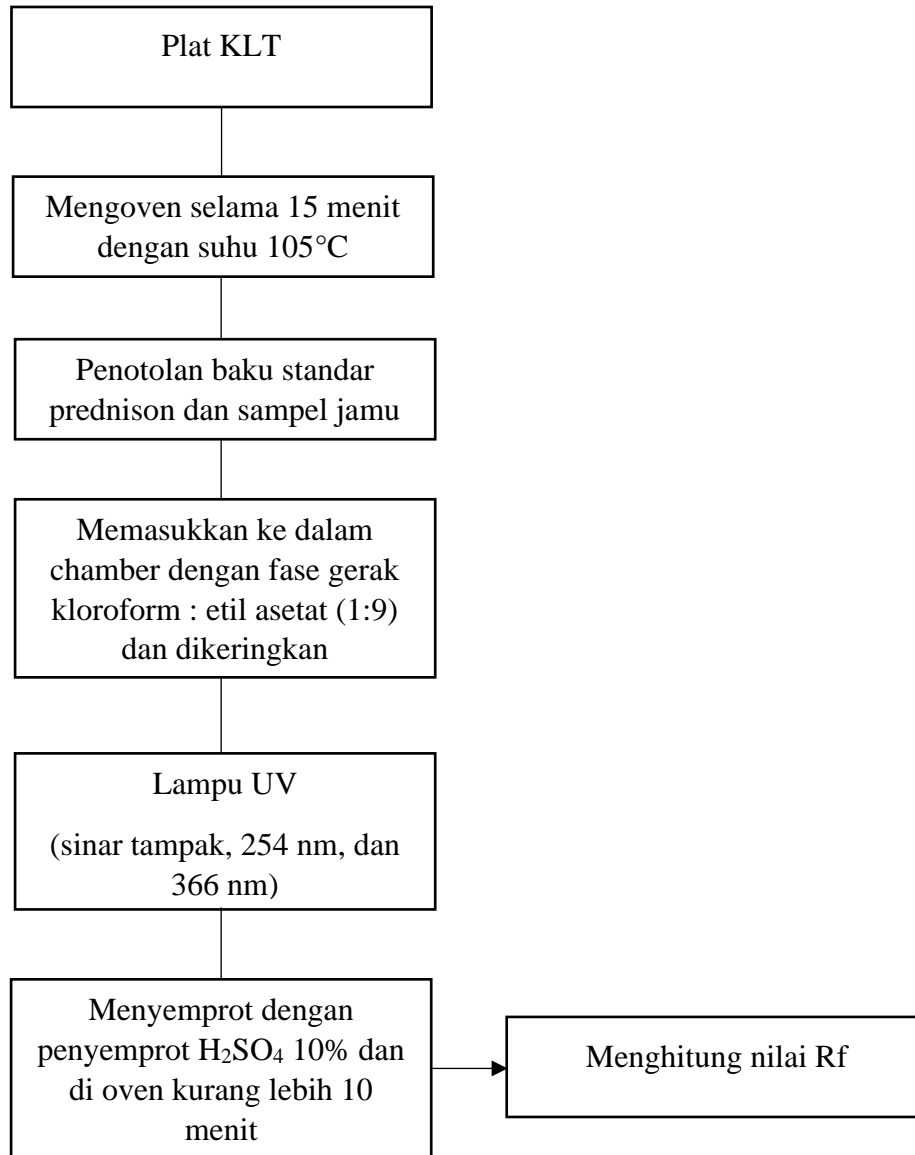 Plat KLT
Mengoven selama 15 menit
dengan suhu 105°C
Penotolan baku standar
prednison dan sampel jamu
Memasukkan ke dalam
chamber dengan fase gerak
kloroform : etil asetat (1:9)
dan dikeringkan
Lampu UV
(sinar tampak, 254 nm, dan
366 nm)
Menyemprot dengan
penyemprot H₂SO₄ 10% dan
di oven kurang lebih 10
menit
Menghitung nilai Rf